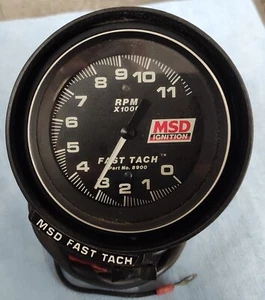 9 10
8 11
RPM
X1000
7
MSD
IGNITION
6
5
FAST TACH™
Part No. 8900
4
3 2 1 0
MSD FAST TACH